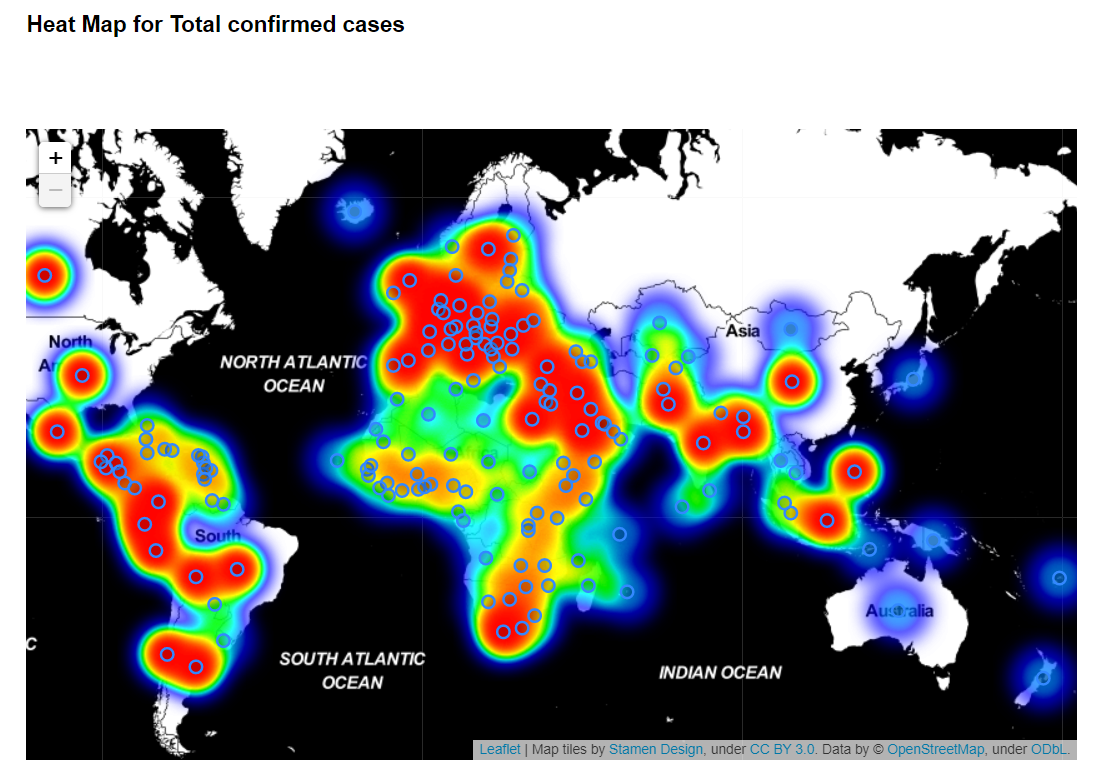 Heat Map for Total confirmed cases
+
−
North
Asia
NORTH ATLANTIC
OCEAN
Africa
South
Australia
SOUTH ATLANTIC
OCEAN
INDIAN OCEAN
C
Leaflet | Map tiles by Stamen Design, under CC BY 3.0. Data by © OpenStreetMap, under ODbL.